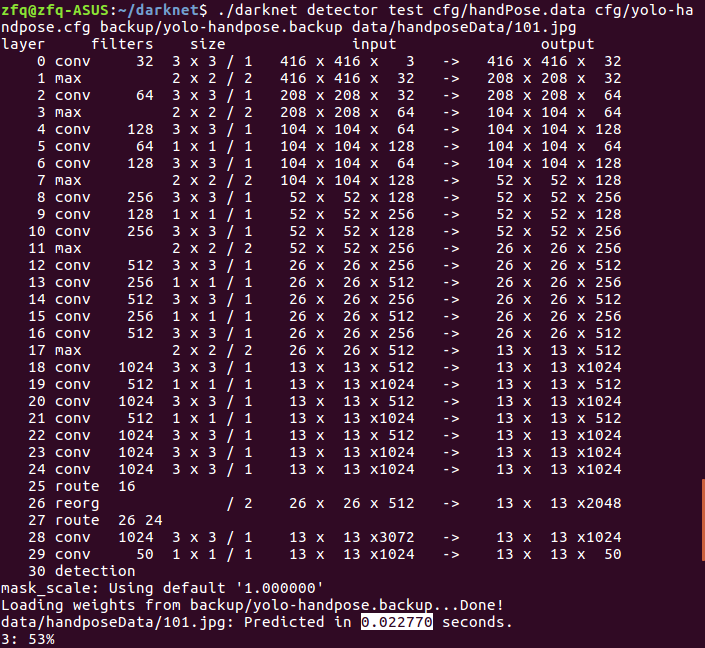 zfq@zfq-ASUS:~/darknet$ ./darknet detector test cfg/handPose.data cfg/yolo-ha
ndpose.cfg backup/yolo-handpose.backup data/handposeData/101.jpg
layer     filters    size              input                output
    0 conv     32  3 x 3 / 1   416 x 416 x   3   ->   416 x 416 x  32
    1 max          2 x 2 / 2   416 x 416 x  32   ->   208 x 208 x  32
    2 conv     64  3 x 3 / 1   208 x 208 x  32   ->   208 x 208 x  64
    3 max          2 x 2 / 2   208 x 208 x  64   ->   104 x 104 x  64
    4 conv    128  3 x 3 / 1   104 x 104 x  64   ->   104 x 104 x 128
    5 conv     64  1 x 1 / 1   104 x 104 x 128   ->   104 x 104 x  64
    6 conv    128  3 x 3 / 1   104 x 104 x  64   ->   104 x 104 x 128
    7 max          2 x 2 / 2   104 x 104 x 128   ->    52 x  52 x 128
    8 conv    256  3 x 3 / 1    52 x  52 x 128   ->    52 x  52 x 256
    9 conv    128  1 x 1 / 1    52 x  52 x 256   ->    52 x  52 x 128
   10 conv    256  3 x 3 / 1    52 x  52 x 128   ->    52 x  52 x 256
   11 max          2 x 2 / 2    52 x  52 x 256   ->    26 x  26 x 256
   12 conv    512  3 x 3 / 1    26 x  26 x 256   ->    26 x  26 x 512
   13 conv    256  1 x 1 / 1    26 x  26 x 512   ->    26 x  26 x 256
   14 conv    512  3 x 3 / 1    26 x  26 x 256   ->    26 x  26 x 512
   15 conv    256  1 x 1 / 1    26 x  26 x 512   ->    26 x  26 x 256
   16 conv    512  3 x 3 / 1    26 x  26 x 256   ->    26 x  26 x 512
   17 max          2 x 2 / 2    26 x  26 x 512   ->    13 x  13 x 512
   18 conv   1024  3 x 3 / 1    13 x  13 x 512   ->    13 x  13 x1024
   19 conv    512  1 x 1 / 1    13 x  13 x1024   ->    13 x  13 x 512
   20 conv   1024  3 x 3 / 1    13 x  13 x 512   ->    13 x  13 x1024
   21 conv    512  1 x 1 / 1    13 x  13 x1024   ->    13 x  13 x 512
   22 conv   1024  3 x 3 / 1    13 x  13 x 512   ->    13 x  13 x1024
   23 conv   1024  3 x 3 / 1    13 x  13 x1024   ->    13 x  13 x1024
   24 conv   1024  3 x 3 / 1    13 x  13 x1024   ->    13 x  13 x1024
   25 route  16
   26 reorg              / 2    26 x  26 x 512   ->    13 x  13 x2048
   27 route  26 24
   28 conv   1024  3 x 3 / 1    13 x  13 x3072   ->    13 x  13 x1024
   29 conv     50  1 x 1 / 1    13 x  13 x1024   ->    13 x  13 x  50
   30 detection
mask_scale: Using default '1.000000'
Loading weights from backup/yolo-handpose.backup...Done!
data/handposeData/101.jpg: Predicted in 0.022770 seconds.
3: 53%